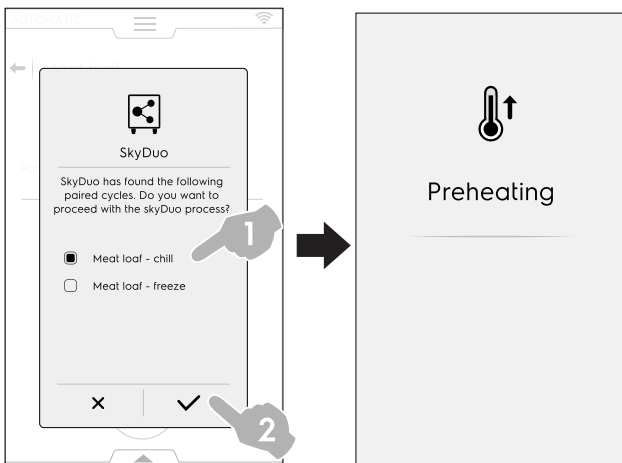 AUTOMATIC
SkyDuo
SkyDuo has found the following
paired cycles. Do you want to
proceed with the skyDuo process?
1
Meat loaf - chill
Meat loaf - freeze
2
Preheating